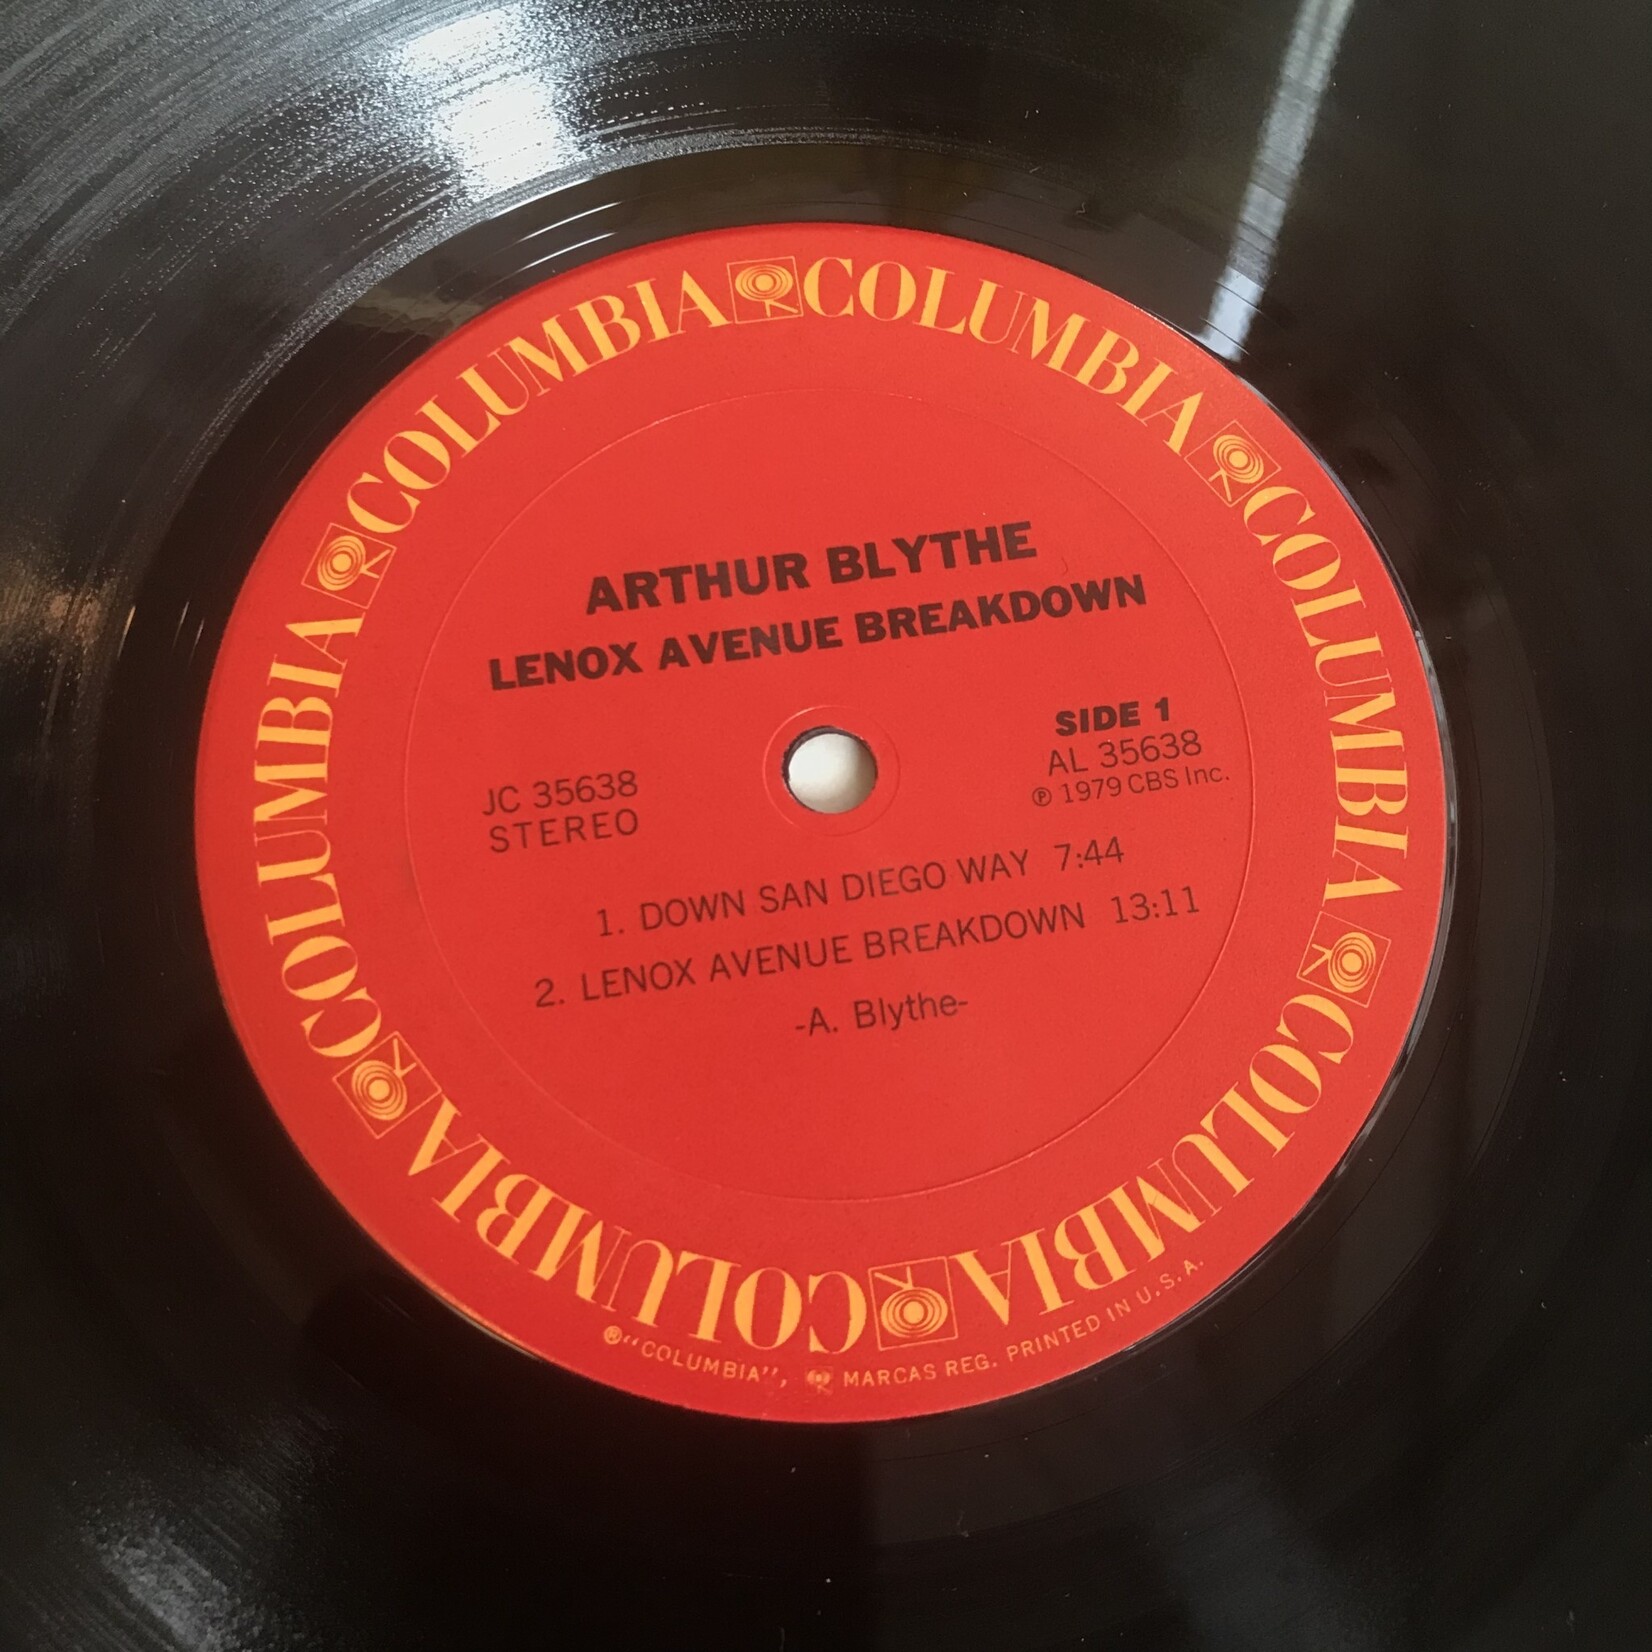 COLUMBIA COLUMBIA COLUMBIA COLUMBIA COLUMBIA COLUMBIA
ARTHUR BLYTHE
LENOX AVENUE BREAKDOWN
SIDE 1
AL 35638
℗ 1979 CBS Inc.
JC 35638
STEREO
1. DOWN SAN DIEGO WAY 7:44
2. LENOX AVENUE BREAKDOWN 13:11
-A. Blythe-
®"COLUMBIA", MARCAS REG. PRINTED IN U.S.A.